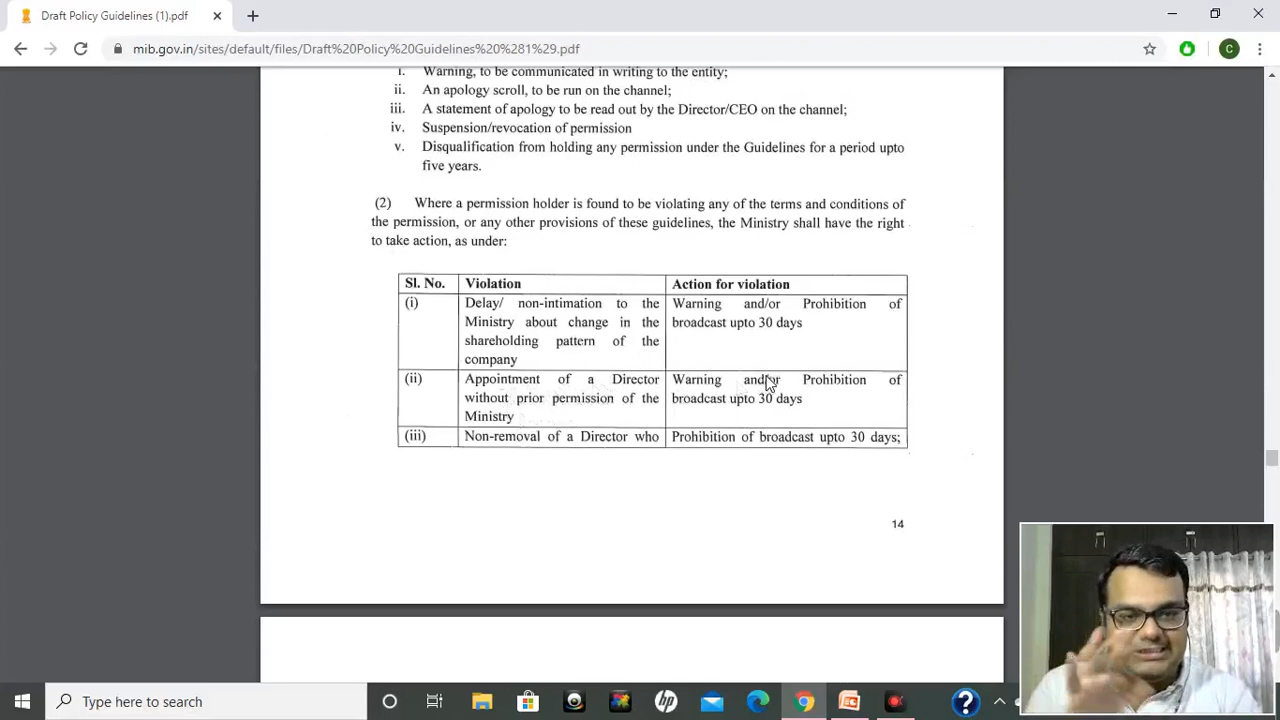 Draft Policy Guidelines (1).pdf
mib.gov.in/sites/default/files/Draft%20Policy%20Guidelines%20%281%29.pdf
C
i. Warning, to be communicated in writing to the entity;
ii. An apology scroll, to be run on the channel;
iii. A statement of apology to be read out by the Director/CEO on the channel;
iv. Suspension/revocation of permission
v. Disqualification from holding any permission under the Guidelines for a period upto
five years.
(2) Where a permission holder is found to be violating any of the terms and conditions of
the permission, or any other provisions of these guidelines, the Ministry shall have the right
to take action, as under:
Sl. No. Violation Action for violation
(i) Delay/ non-intimation to the Warning and/or Prohibition of
Ministry about change in the broadcast upto 30 days
shareholding pattern of the
company
(ii) Appointment of a Director Warning and/or Prohibition of
without prior permission of the broadcast upto 30 days
Ministry
(iii) Non-removal of a Director who Prohibition of broadcast upto 30 days;
14
Type here to search
hp
?